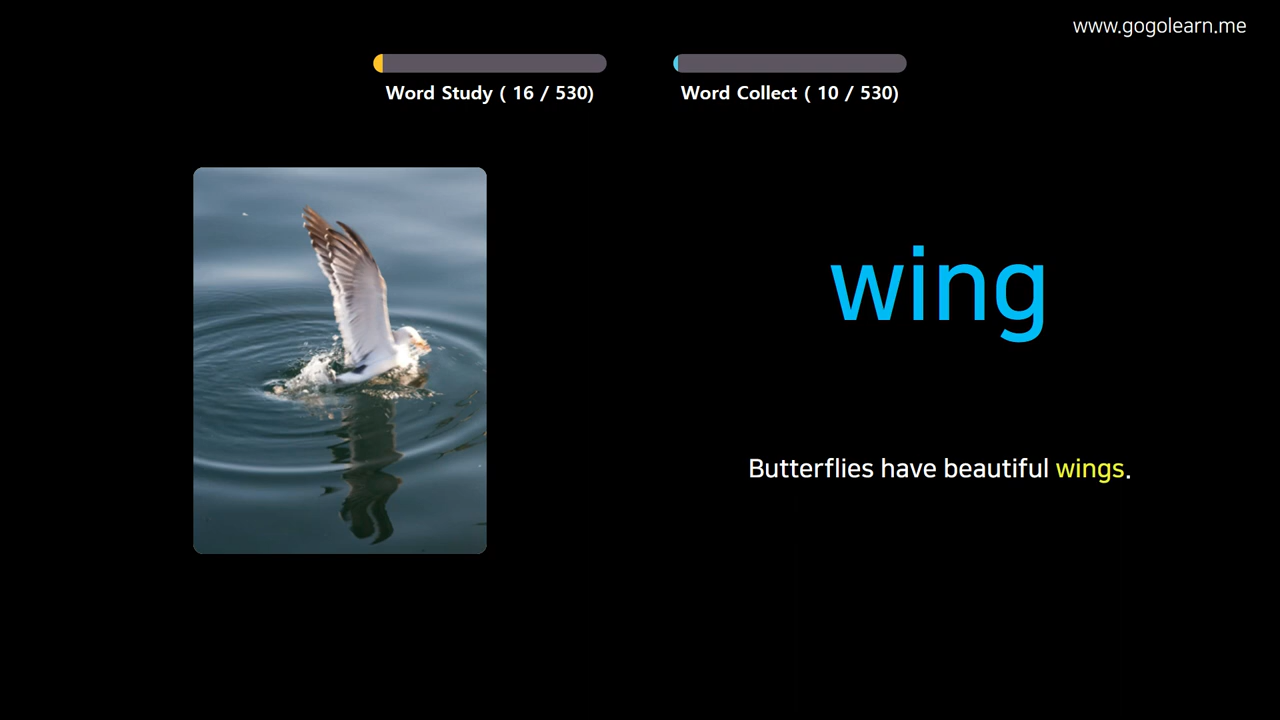 www.gogolearn.me
Word Study ( 16 / 530)
Word Collect ( 10 / 530)
wing
Butterflies have beautiful wings.